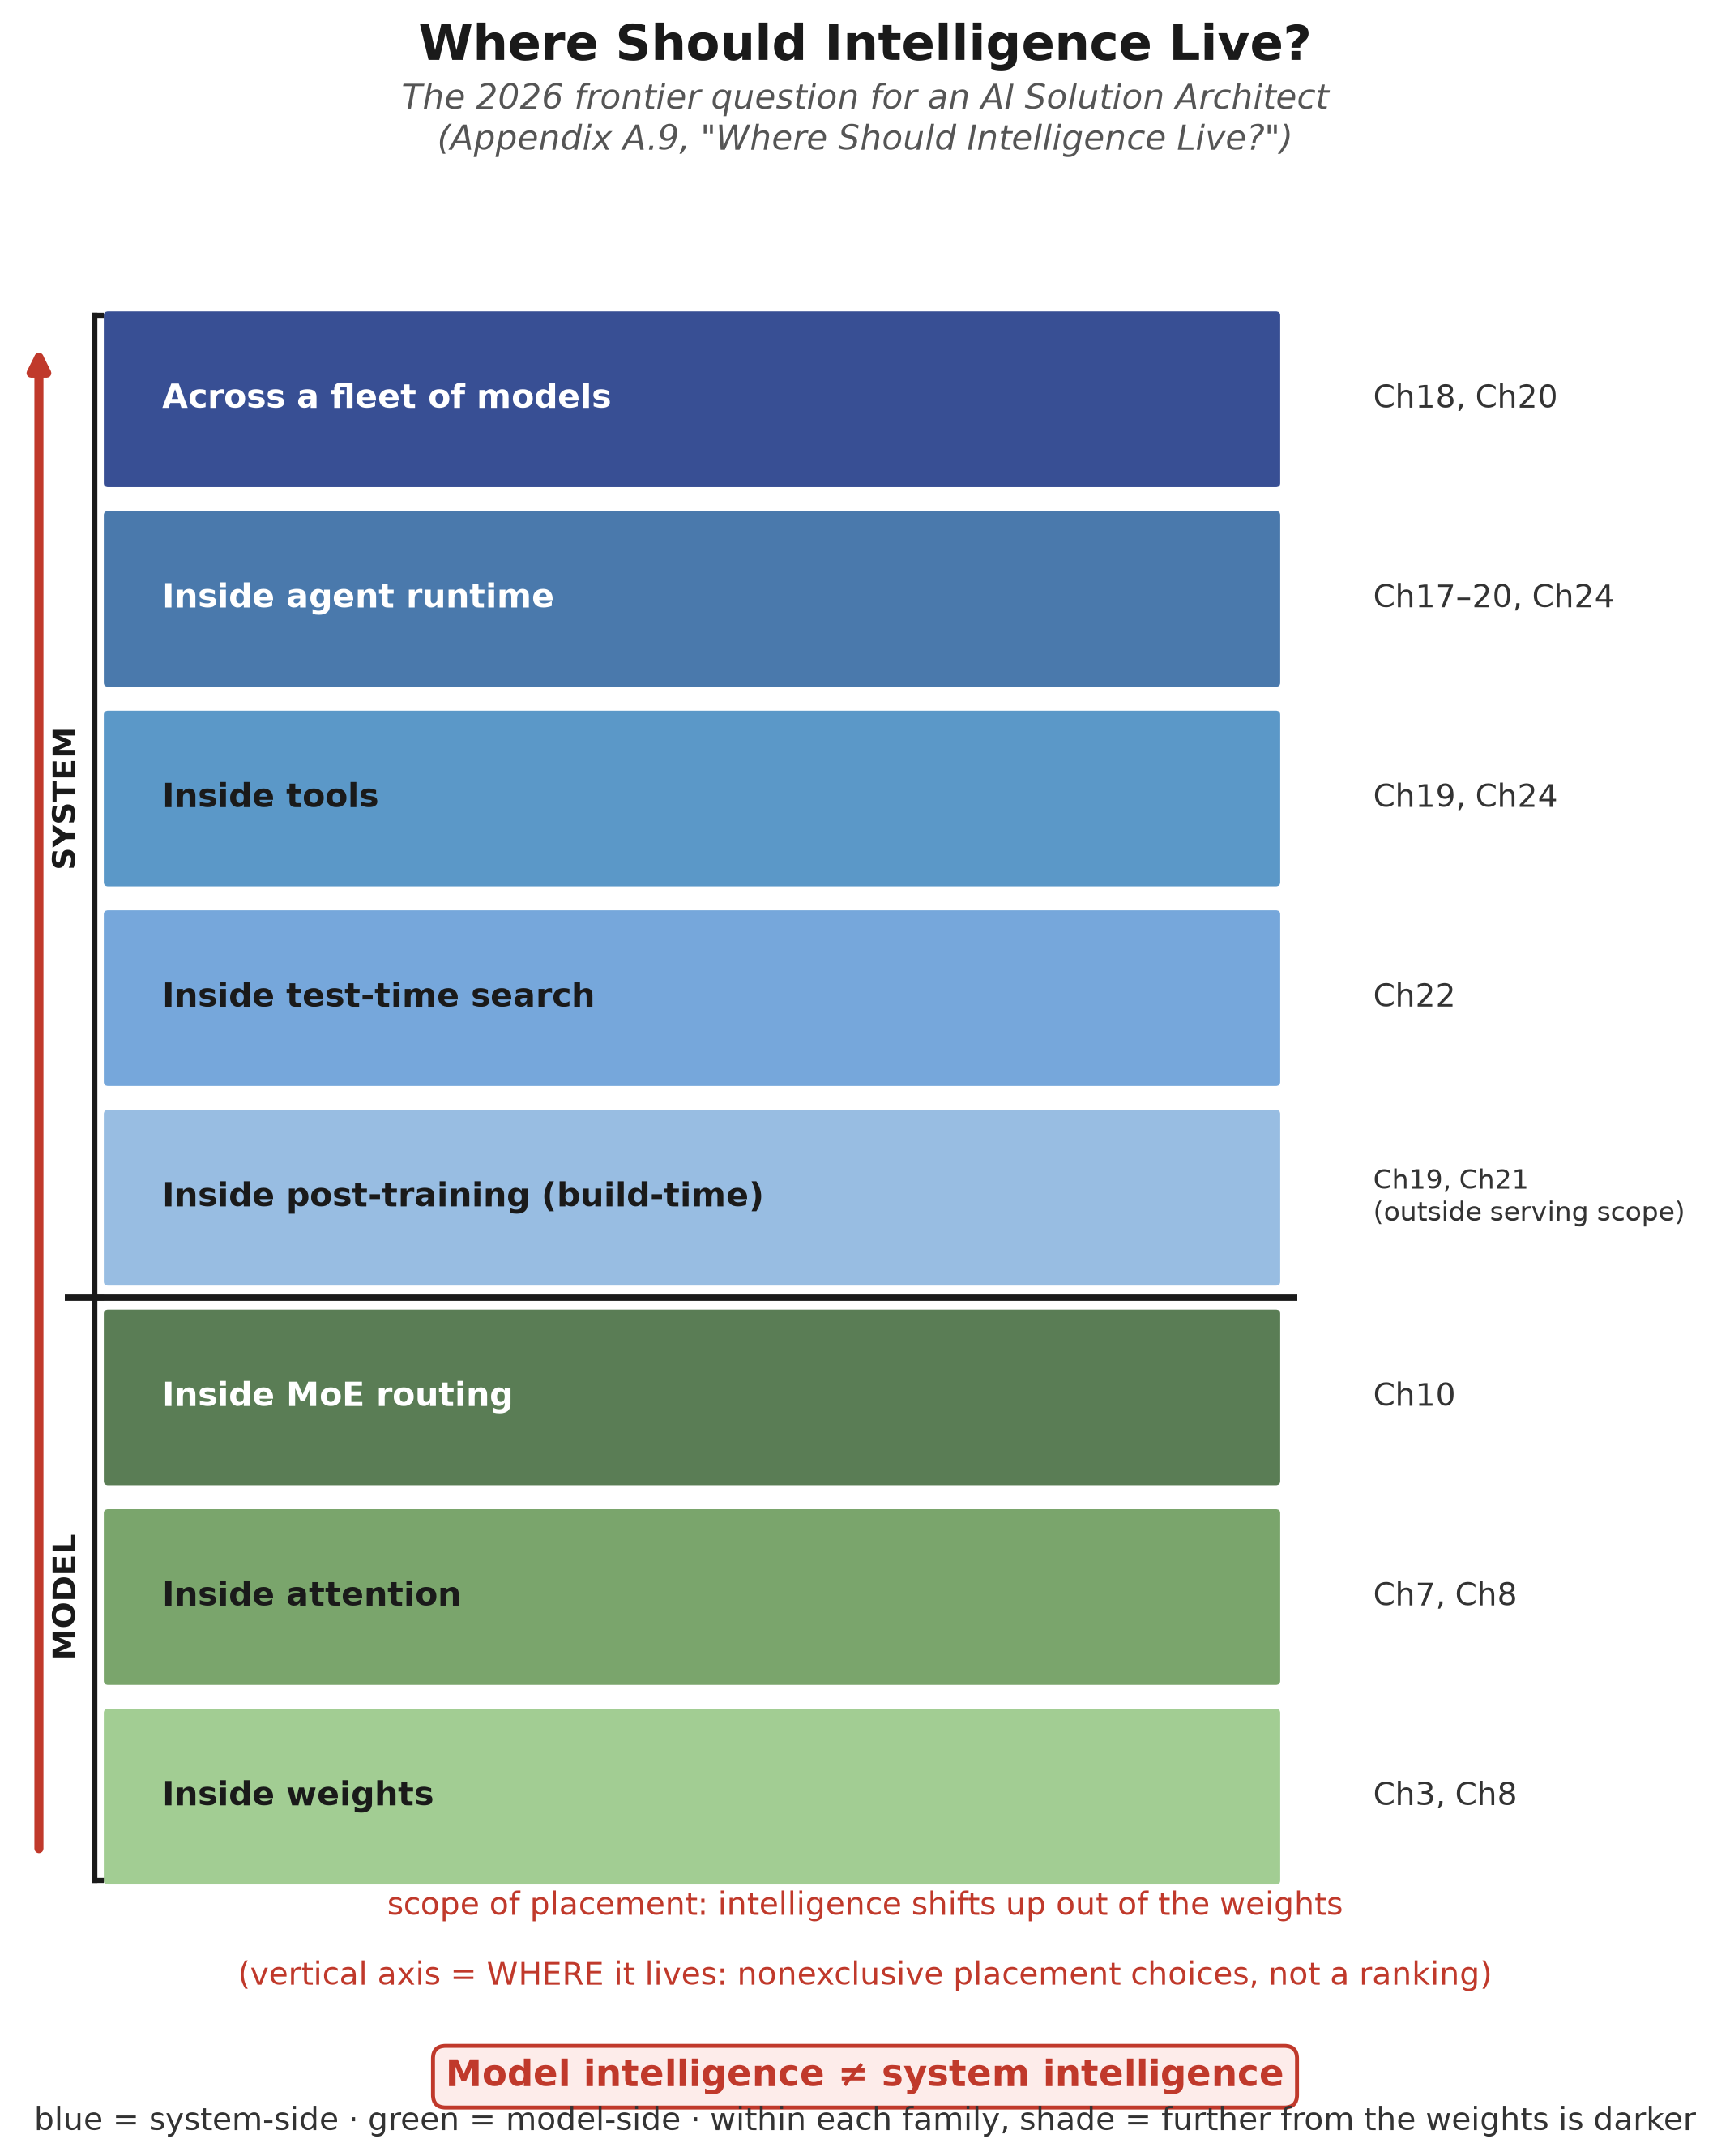 Where Should Intelligence Live?
The 2026 frontier question for an AI Solution Architect
(Appendix A.9, "Where Should Intelligence Live?")
SYSTEM
Across a fleet of models
Ch18, Ch20
Inside agent runtime
Ch17–20, Ch24
Inside tools
Ch19, Ch24
Inside test-time search
Ch22
Inside post-training (build-time)
Ch19, Ch21
(outside serving scope)
MODEL
Inside MoE routing
Ch10
Inside attention
Ch7, Ch8
Inside weights
Ch3, Ch8
scope of placement: intelligence shifts up out of the weights
(vertical axis = WHERE it lives: nonexclusive placement choices, not a ranking)
Model intelligence ≠ system intelligence
blue = system-side · green = model-side · within each family, shade = further from the weights is darker